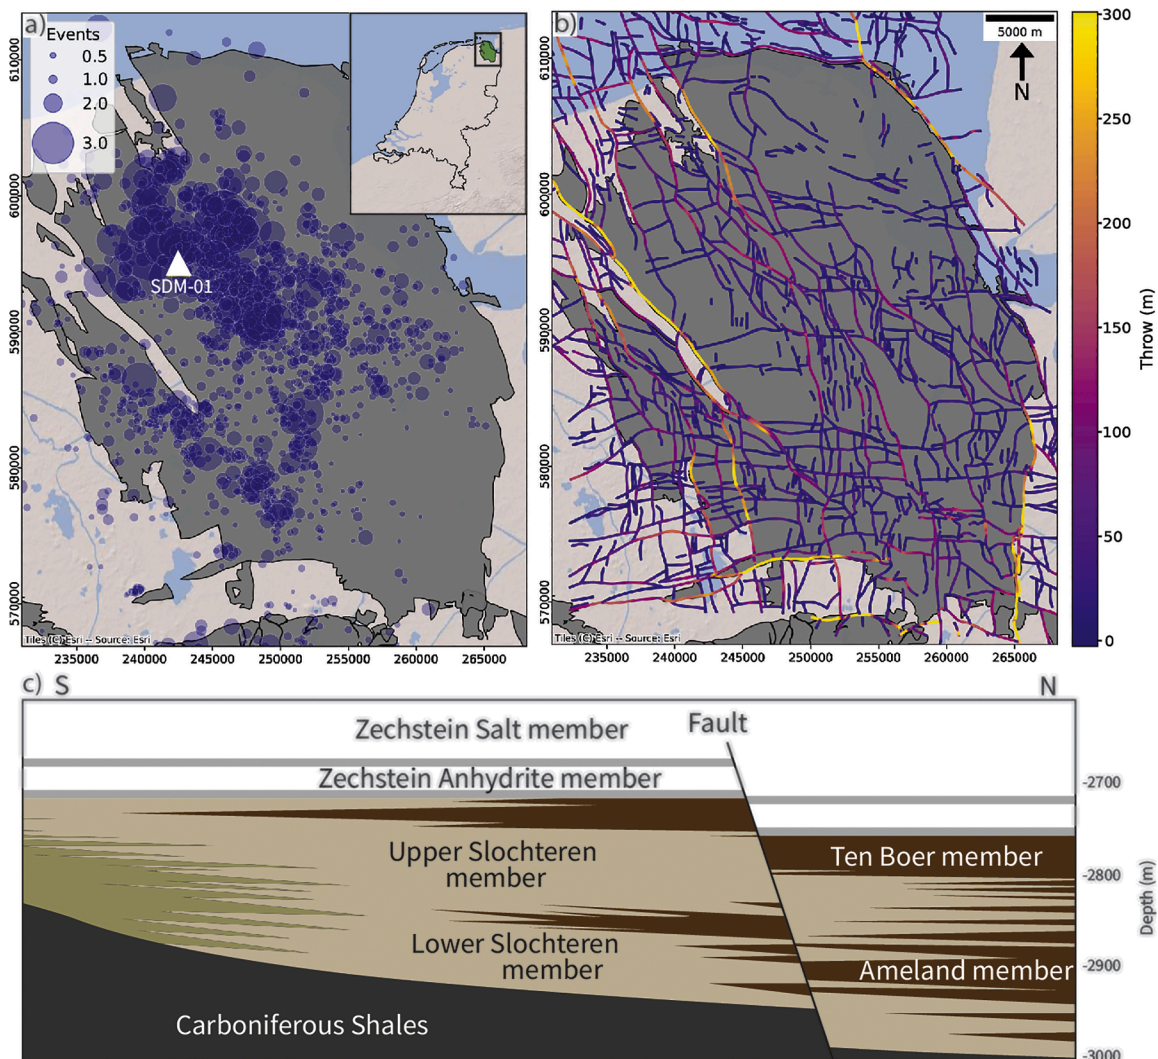 a)
Events
0.5
1.0
2.0
3.0
SDM-01
610000
600000
590000
580000
570000
Tiles (C) Esri -- Source: Esri
235000 240000 245000 250000 255000 260000 265000
b)
5000 m
N
610000
600000
590000
580000
570000
Tiles (C) Esri -- Source: Esri
235000 240000 245000 250000 255000 260000 265000
300
250
200
150
100
50
0
Throw (m)
c) S
N
Zechstein Salt member
Fault
Zechstein Anhydrite member
Upper Slochteren
member
Lower Slochteren
member
Carboniferous Shales
Ten Boer member
Ameland member
-2700
-2800
-2900
-3000
Depth (m)